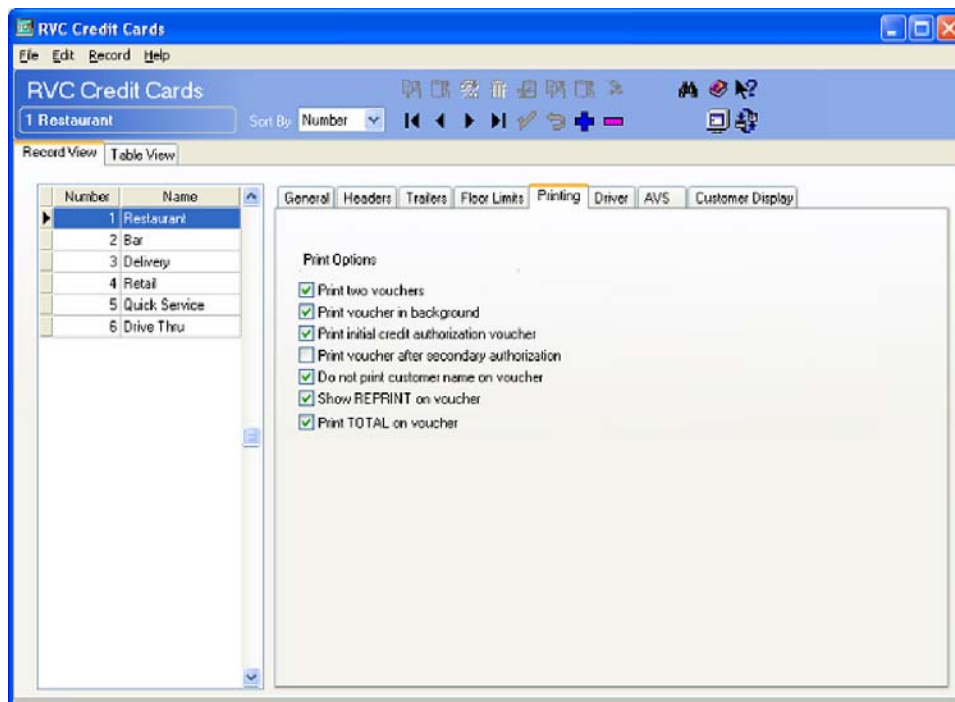 RVC Credit Cards
File Edit Record Help
RVC Credit Cards
1 Restaurant
Sort By Number
Record View Table View
Number Name
1 Restaurant
2 Bar
3 Delivery
4 Retail
5 Quick Service
6 Drive Thru
General Headers Trailers Floor Limits Printing Driver AVS Customer Display
Print Options
Print two vouchers
Print voucher in background
Print initial credit authorization voucher
Print voucher after secondary authorization
Do not print customer name on voucher
Show REPRINT on voucher
Print TOTAL on voucher